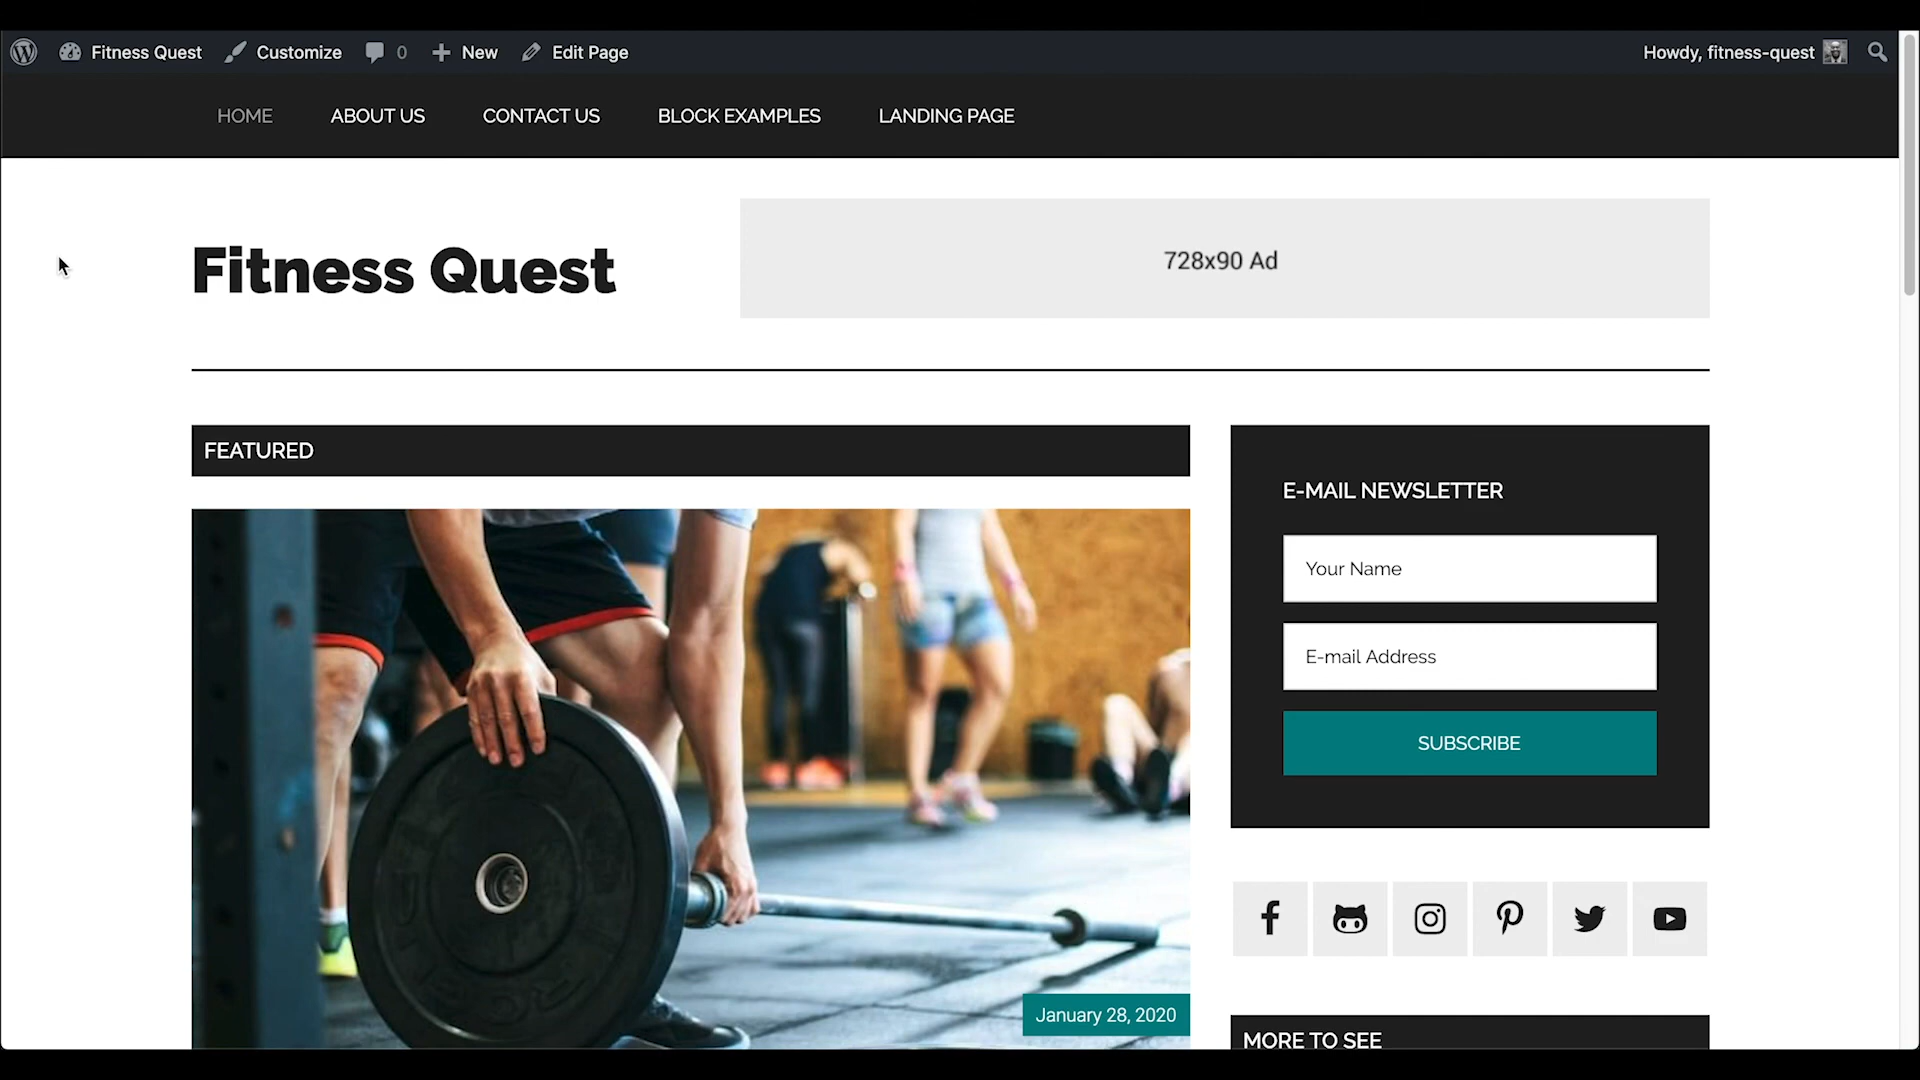 Fitness Quest Customize 0 New Edit Page Howdy, fitness-quest
HOME ABOUT US CONTACT US BLOCK EXAMPLES LANDING PAGE
Fitness Quest
728x90 Ad
FEATURED
January 28, 2020
E-MAIL NEWSLETTER
Your Name
E-mail Address
SUBSCRIBE
MORE TO SEE